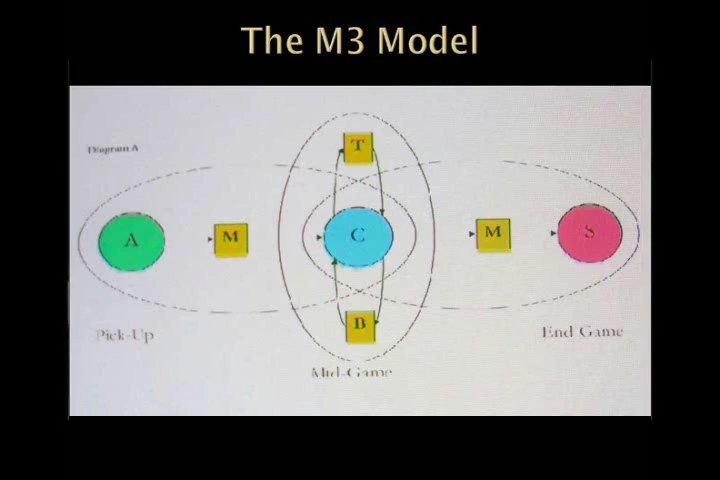 The M3 Model
Diagram A
T
A
M
C
M
S
B
Pick-Up
End Game
Mid-Game